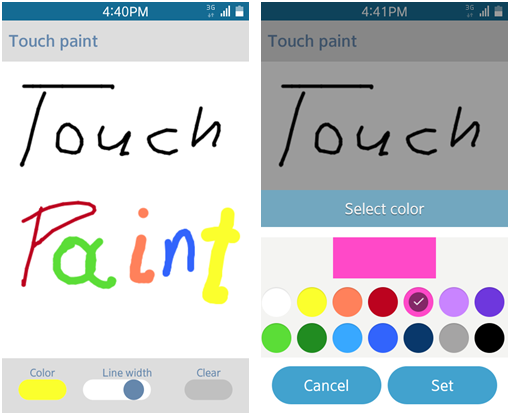 4:40PM 3G
Touch paint
Touch
Paint
Color Line width Clear
4:41PM 3G
Touch paint
Touch
Select color
Cancel Set